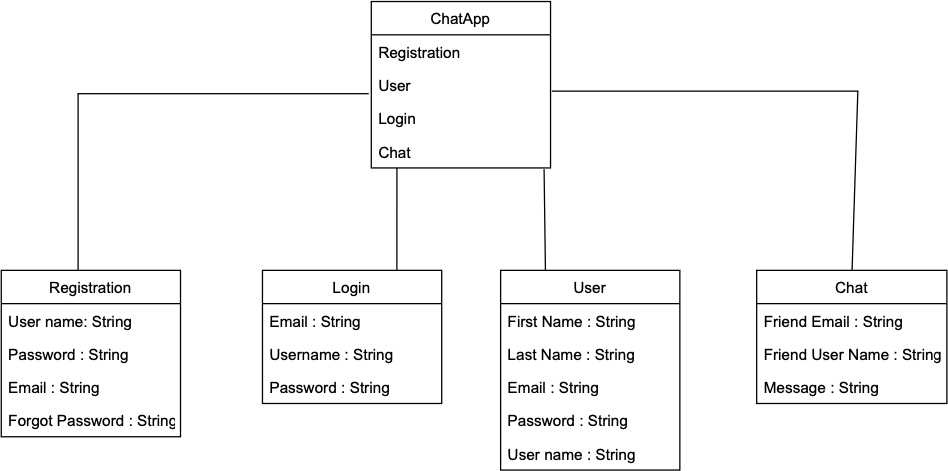 ChatApp
Registration
User
Login
Chat
Registration
User name: String
Password : String
Email : String
Forgot Password : String
Login
Email : String
Username : String
Password : String
User
First Name : String
Last Name : String
Email : String
Password : String
User name : String
Chat
Friend Email : String
Friend User Name : String
Message : String